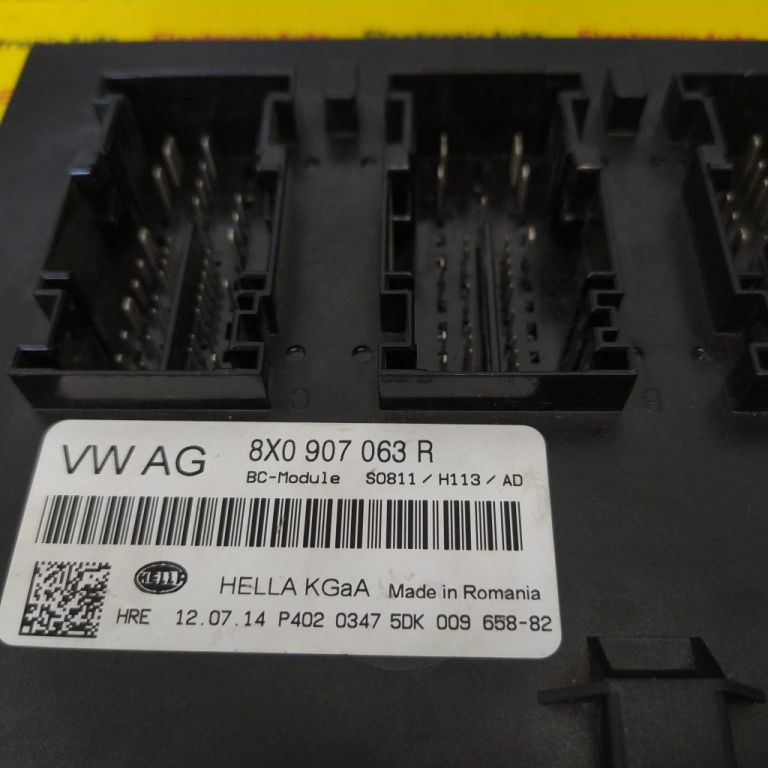 VW AG 8X0 907 063 R
BC-Module S0811 / H113 / AD
HELLA HELLA KGaA Made in Romania
HRE 12.07.14 P402 0347 5DK 009 658-82
C
B